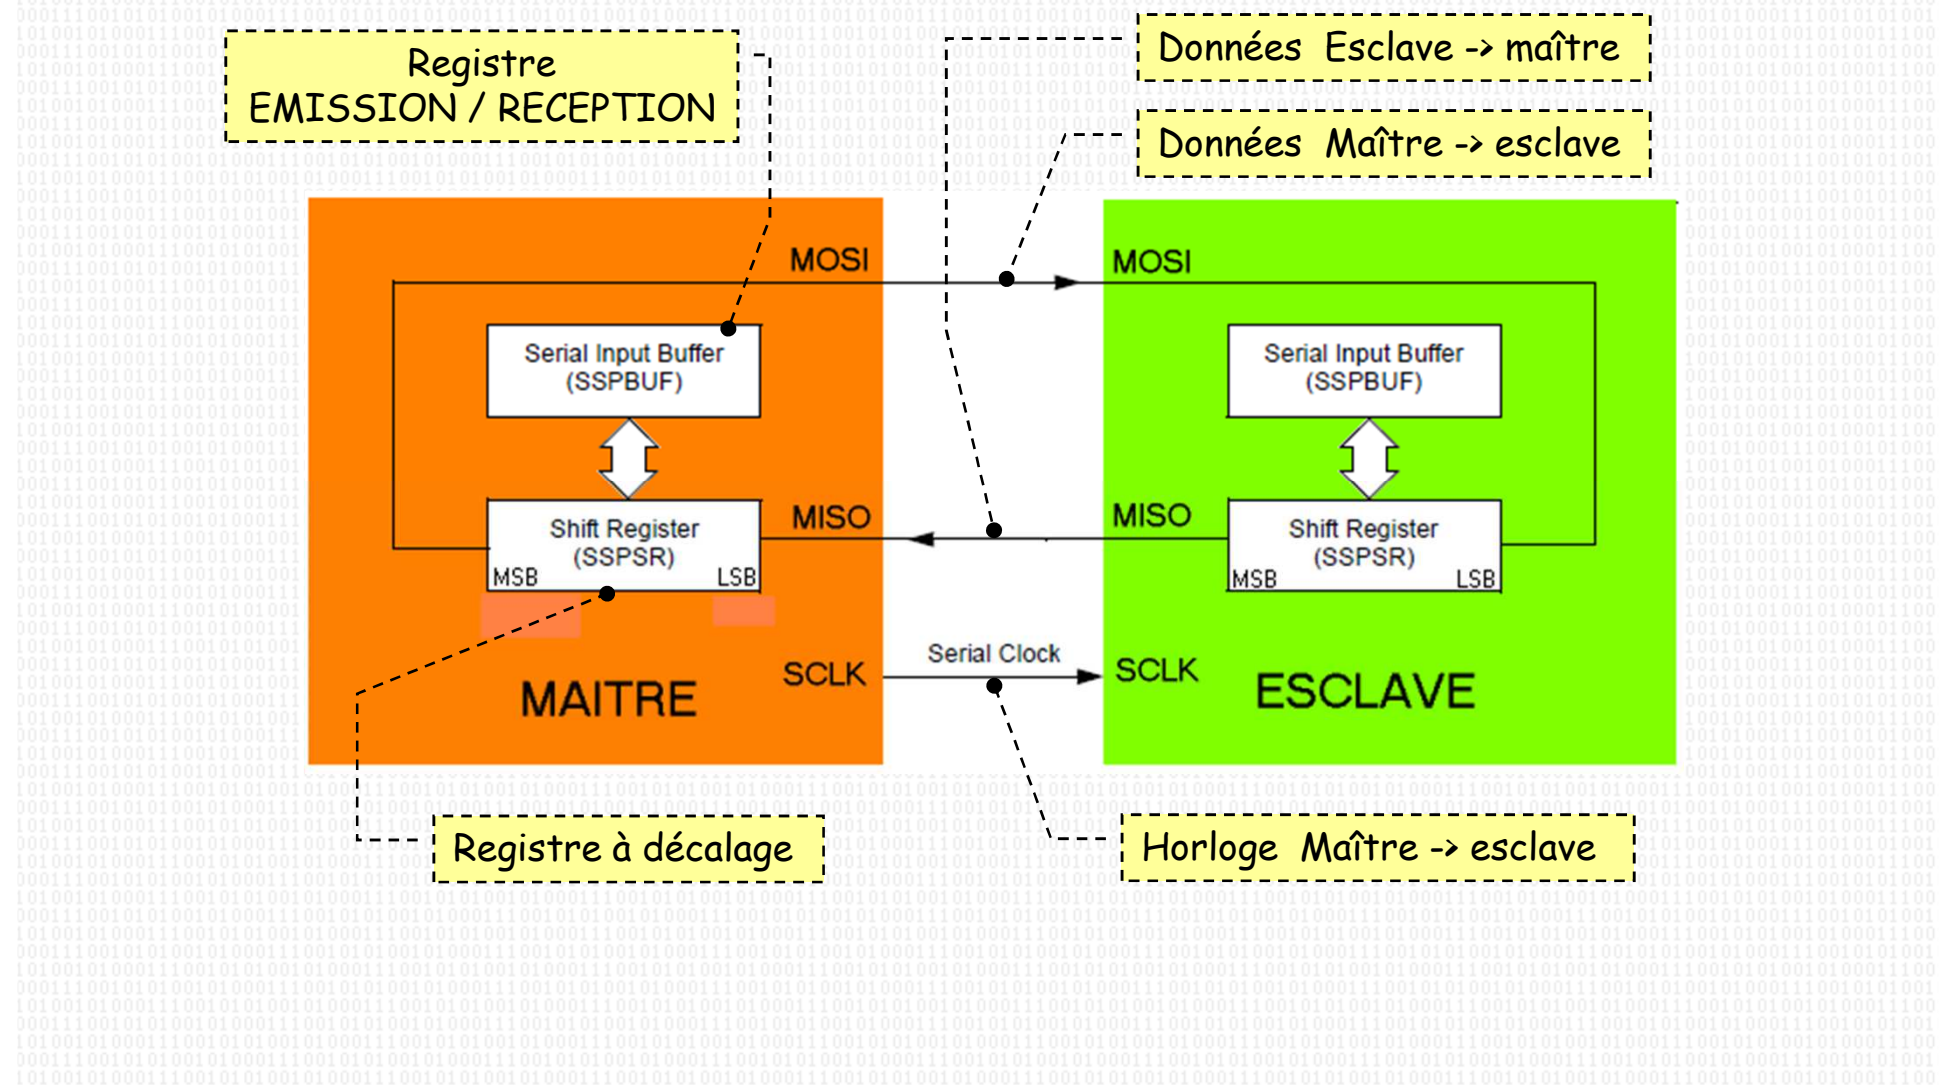 Registre
EMISSION / RECEPTION
Données Esclave -> maître
Données Maître -> esclave
MOSI
MOSI
Serial Input Buffer
(SSPBUF)
Serial Input Buffer
(SSPBUF)
MISO
MISO
Shift Register
(SSPSR)
MSB
LSB
Shift Register
(SSPSR)
MSB
LSB
Serial Clock
SCLK
SCLK
MAITRE
ESCLAVE
Registre à décalage
Horloge Maître -> esclave